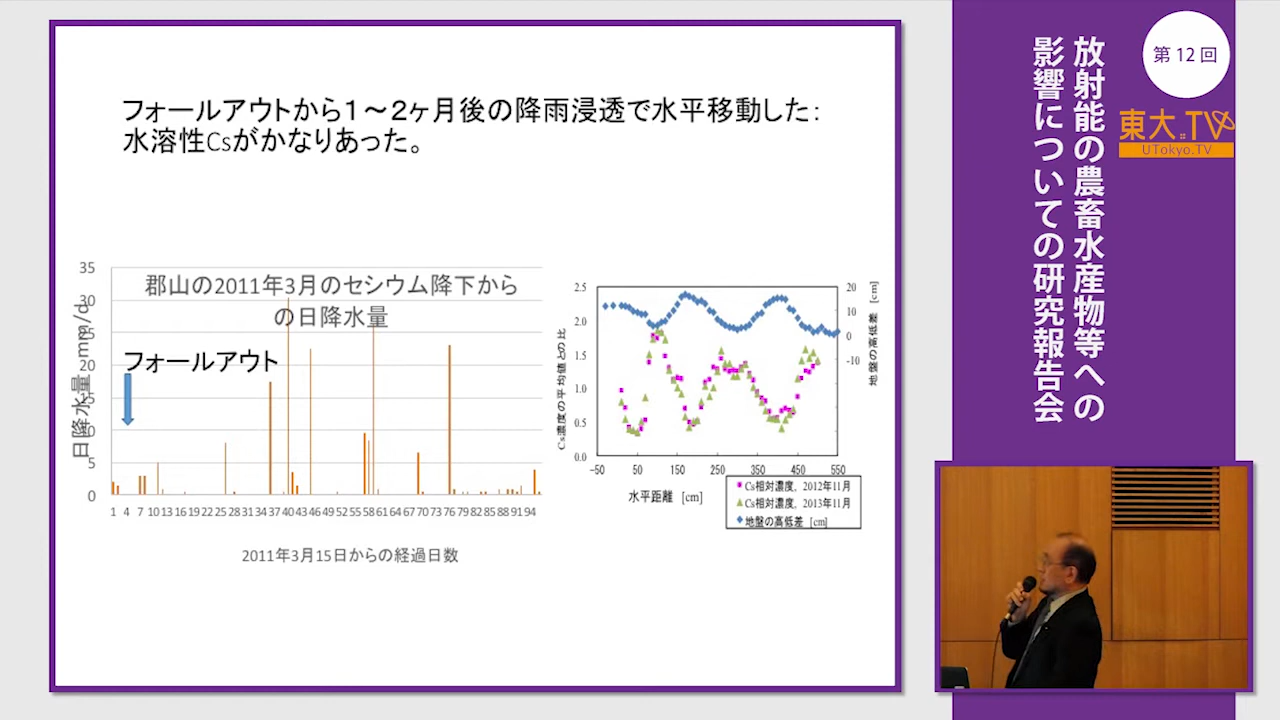 フォールアウトから1～2ヶ月後の降雨浸透で水平移動した：
水溶性Csがかなりあった。
郡山の2011年3月のセシウム降下から
の日降水量
フォールアウト
日降水量 mm/d
35
30
25
20
15
10
5
0
1 4 7 10 13 16 19 22 25 28 31 34 37 40 43 46 49 52 55 58 61 64 67 70 73 76 79 82 85 88 91 94
2011年3月15日からの経過日数
Cs濃度の平均値との比
2.5
2.0
1.5
1.0
0.5
0.0
-50 50 150 250 350 450 550
水平距離 [cm]
20
10
0
-10
地盤の高低差 [cm]
Cs相対濃度, 2012年11月
Cs相対濃度, 2013年11月
地盤の高低差 [cm]
第12回
東大.TV
UTokyo.TV
放射能の農畜水産物等への
影響についての研究報告会